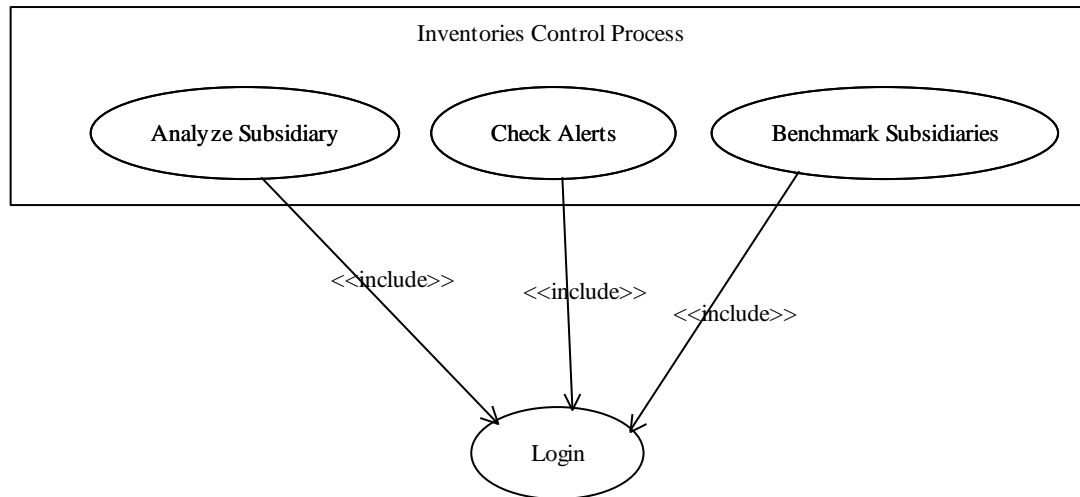 Inventories Control Process
Analyze Subsidiary
Check Alerts
Benchmark Subsidiaries
<<include>>
<<include>>
<<include>>
Login